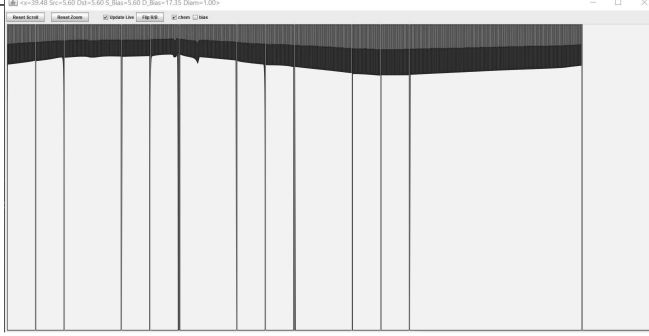 <x=39.48 Src=5.60 Dst=5.60 S_Bias=5.60 D_Bias=17.35 Diam=1.00>
Reset Scroll Reset Zoom Update Live Flip R/B chem bias